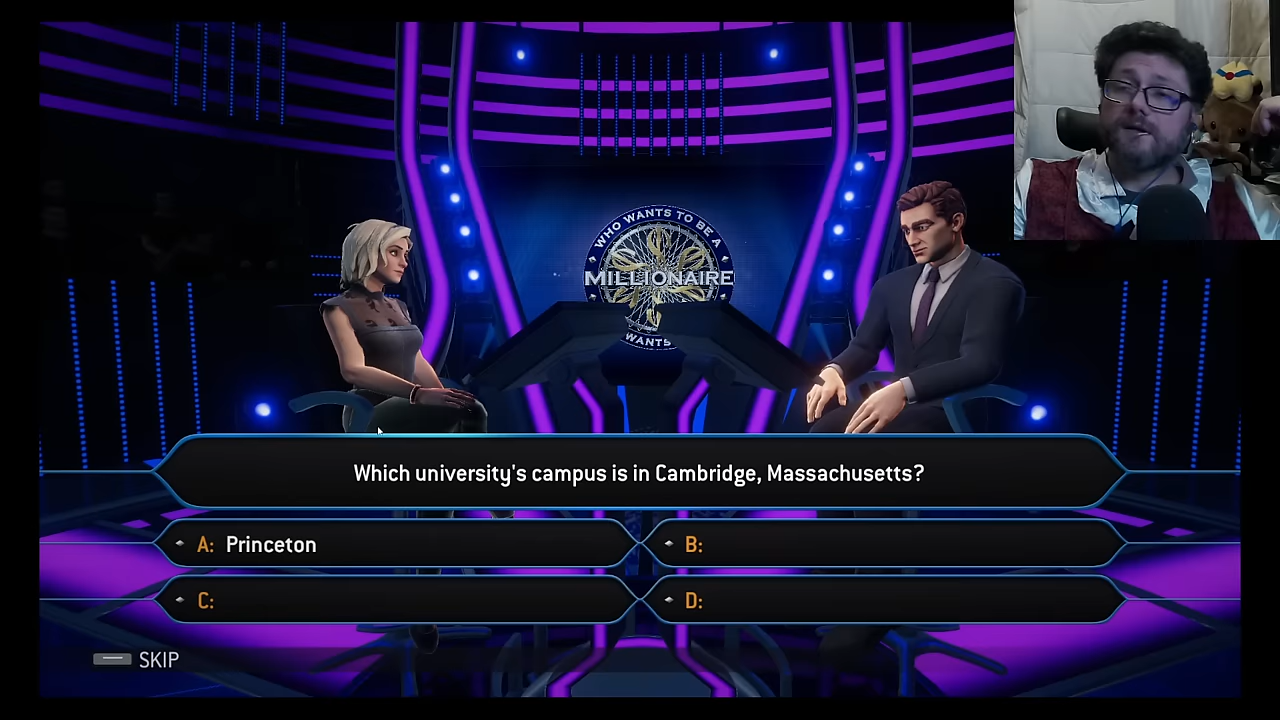 WHO WANTS TO BE A
MILLIONAIRE
WANTS
Which university's campus is in Cambridge, Massachusetts?
A: Princeton
B:
C:
D:
SKIP